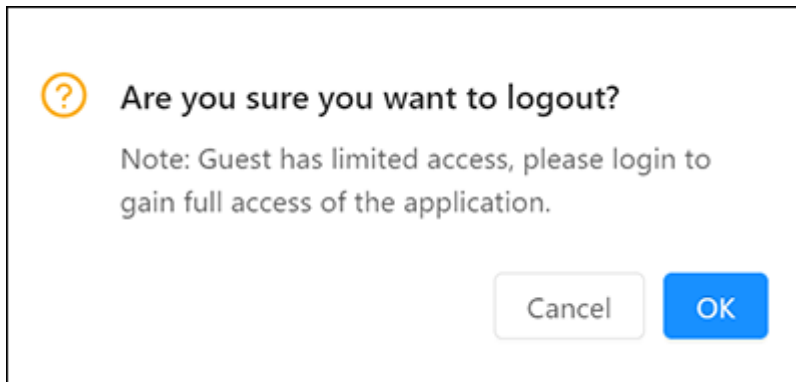 Are you sure you want to logout?
Note: Guest has limited access, please login to
gain full access of the application.
Cancel OK